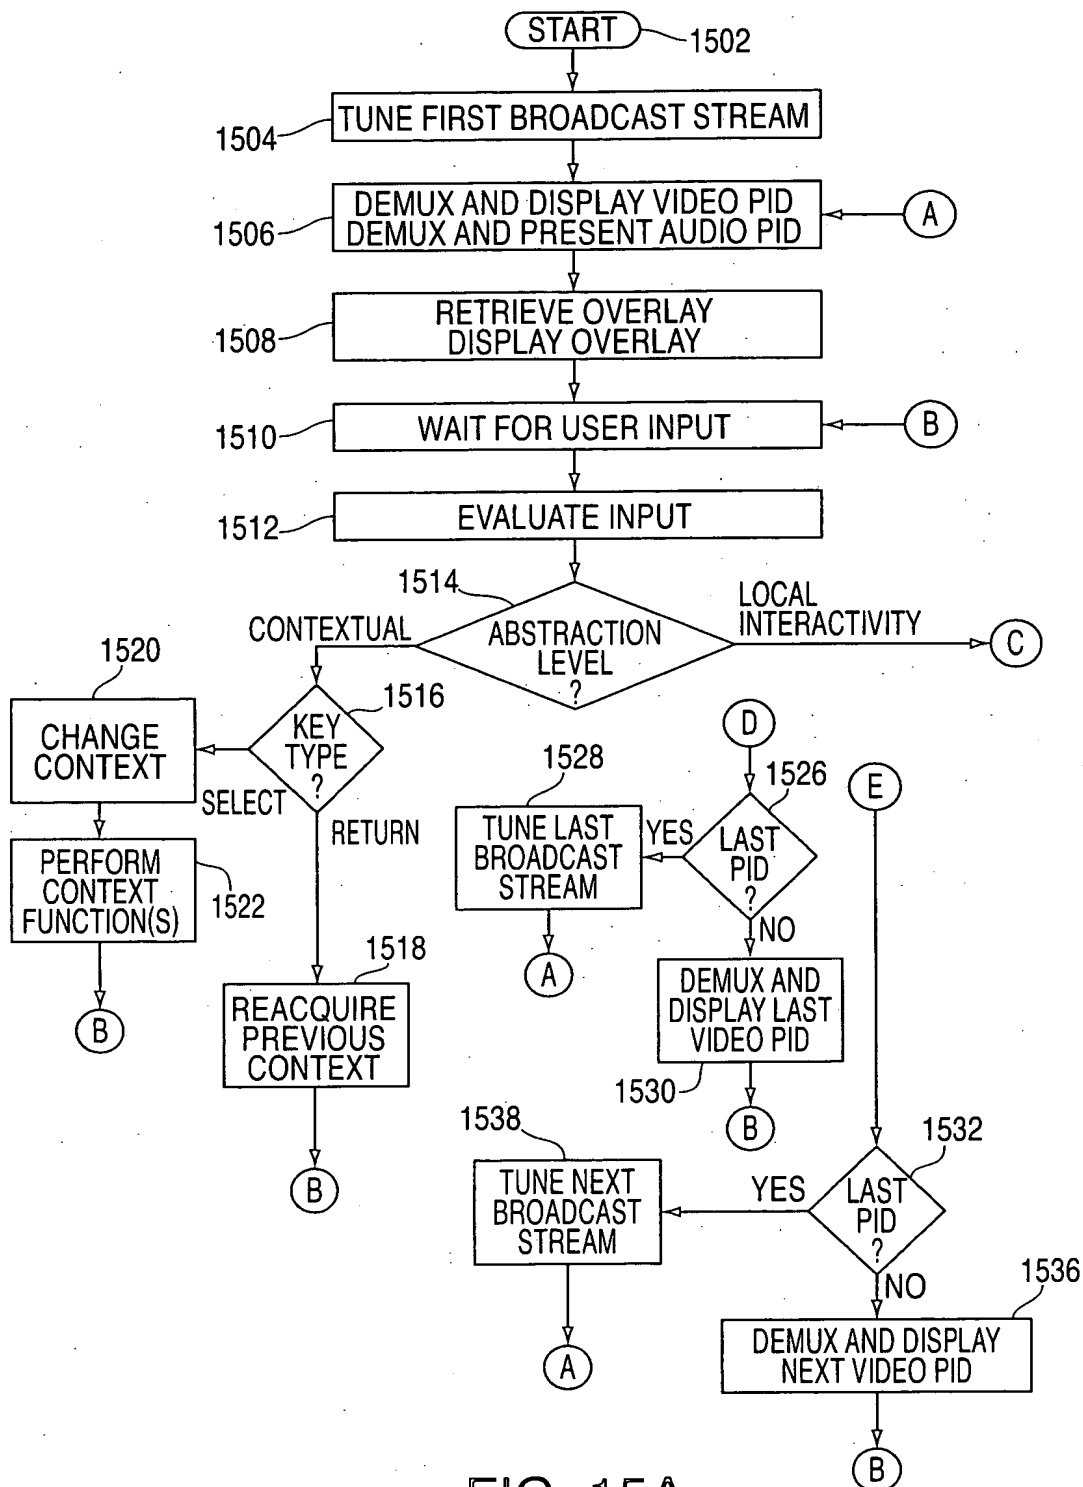 START
1502
TUNE FIRST BROADCAST STREAM
1504
DEMUX AND DISPLAY VIDEO PID
DEMUX AND PRESENT AUDIO PID
1506
A
RETRIEVE OVERLAY
DISPLAY OVERLAY
1508
WAIT FOR USER INPUT
1510
B
EVALUATE INPUT
1512
1514
ABSTRACTION
LEVEL
?
CONTEXTUAL
LOCAL
INTERACTIVITY
C
1520
CHANGE
CONTEXT
1516
KEY
TYPE
?
SELECT
RETURN
PERFORM
CONTEXT
FUNCTION(S)
1522
B
1518
REACQUIRE
PREVIOUS
CONTEXT
B
D
1526
LAST
PID
?
YES
1528
TUNE LAST
BROADCAST
STREAM
A
NO
DEMUX AND
DISPLAY LAST
VIDEO PID
1530
B
E
1532
LAST
PID
?
YES
1538
TUNE NEXT
BROADCAST
STREAM
A
NO
1536
DEMUX AND DISPLAY
NEXT VIDEO PID
B
FIG. 15A